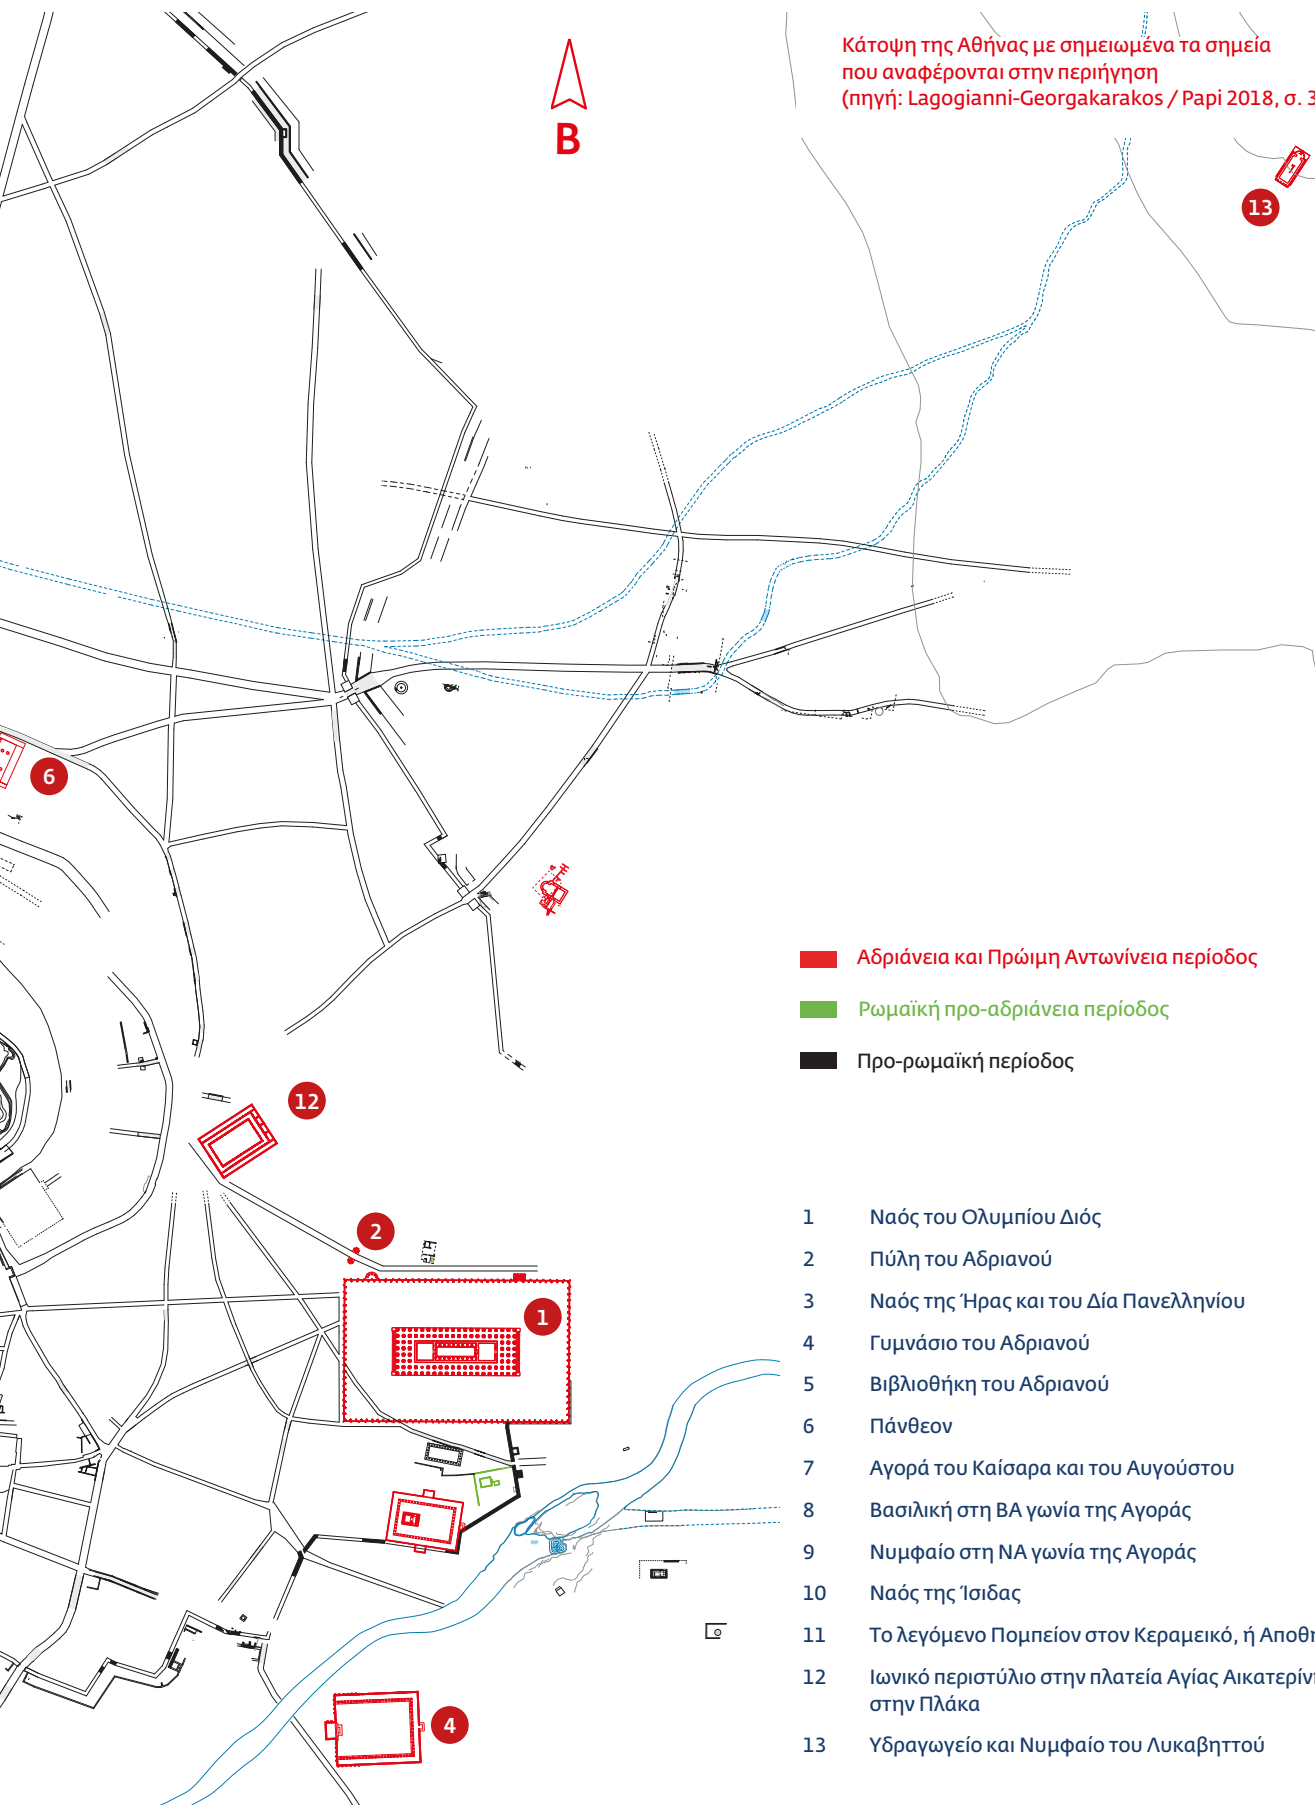 Κάτοψη της Αθήνας με σημειωμένα τα σημεία
που αναφέρονται στην περιήγηση
(πηγή: Lagogianni-Georgakarakos / Papi 2018, σ. 3
Β
13
6
12
2
1
4
Αδριάνεια και Πρώιμη Αντωνίνεια περίοδος
Ρωμαϊκή προ-αδριάνεια περίοδος
Προ-ρωμαϊκή περίοδος
1 Ναός του Ολυμπίου Διός
2 Πύλη του Αδριανού
3 Ναός της Ήρας και του Δία Πανελληνίου
4 Γυμνάσιο του Αδριανού
5 Βιβλιοθήκη του Αδριανού
6 Πάνθεον
7 Αγορά του Καίσαρα και του Αυγούστου
8 Βασιλική στη ΒΑ γωνία της Αγοράς
9 Νυμφαίο στη ΝΑ γωνία της Αγοράς
10 Ναός της Ίσιδας
11 Το λεγόμενο Πομπείον στον Κεραμεικό, ή Αποθη
12 Ιωνικό περιστύλιο στην πλατεία Αγίας Αικατερίν
στην Πλάκα
13 Υδραγωγείο και Νυμφαίο του Λυκαβηττού